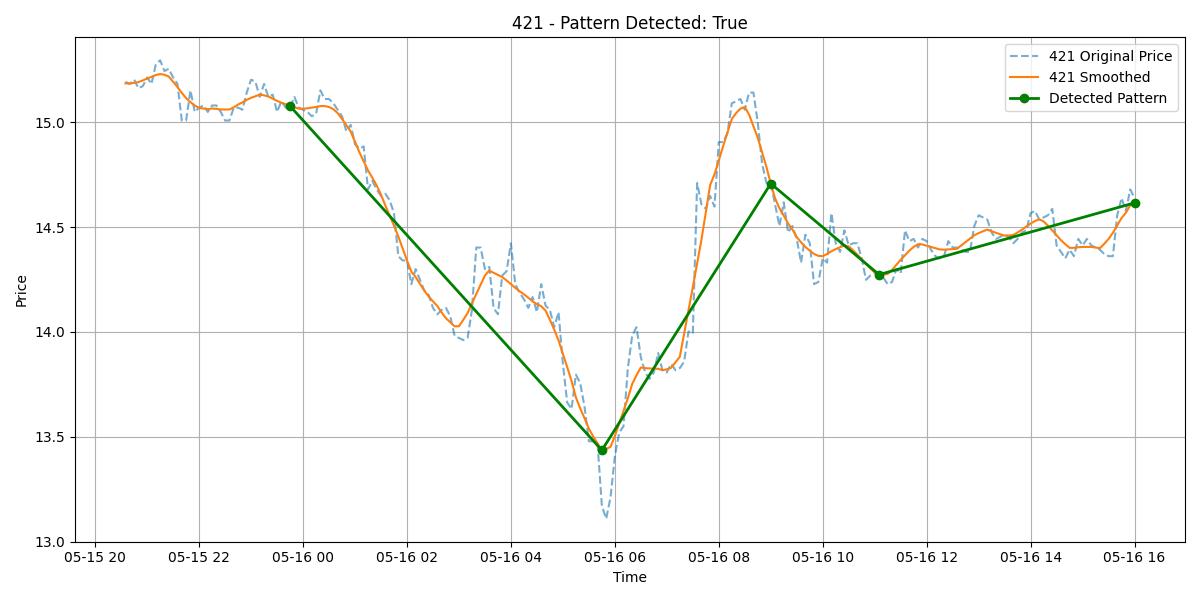 421 - Pattern Detected: True
421 Original Price
421 Smoothed
Detected Pattern
Price
15.0
14.5
14.0
13.5
13.0
05-15 20 05-15 22 05-16 00 05-16 02 05-16 04 05-16 06 05-16 08 05-16 10 05-16 12 05-16 14 05-16 16
Time